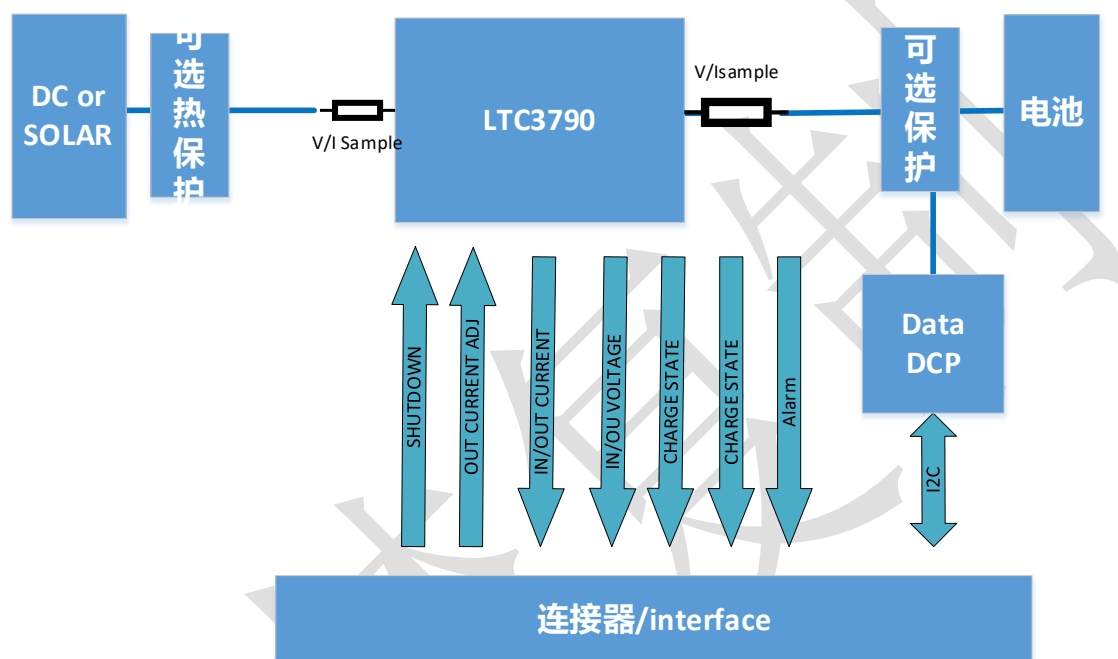 DC or
SOLAR
可
选
热
保
护
V/I Sample
LTC3790
V/Isample
可
选
保
护
电池
Data
DCP
SHUTDOWN
OUT CURRENT ADJ
IN/OUT CURRENT
IN/OU VOLTAGE
CHARGE STATE
CHARGE STATE
Alarm
I2C
连接器/interface